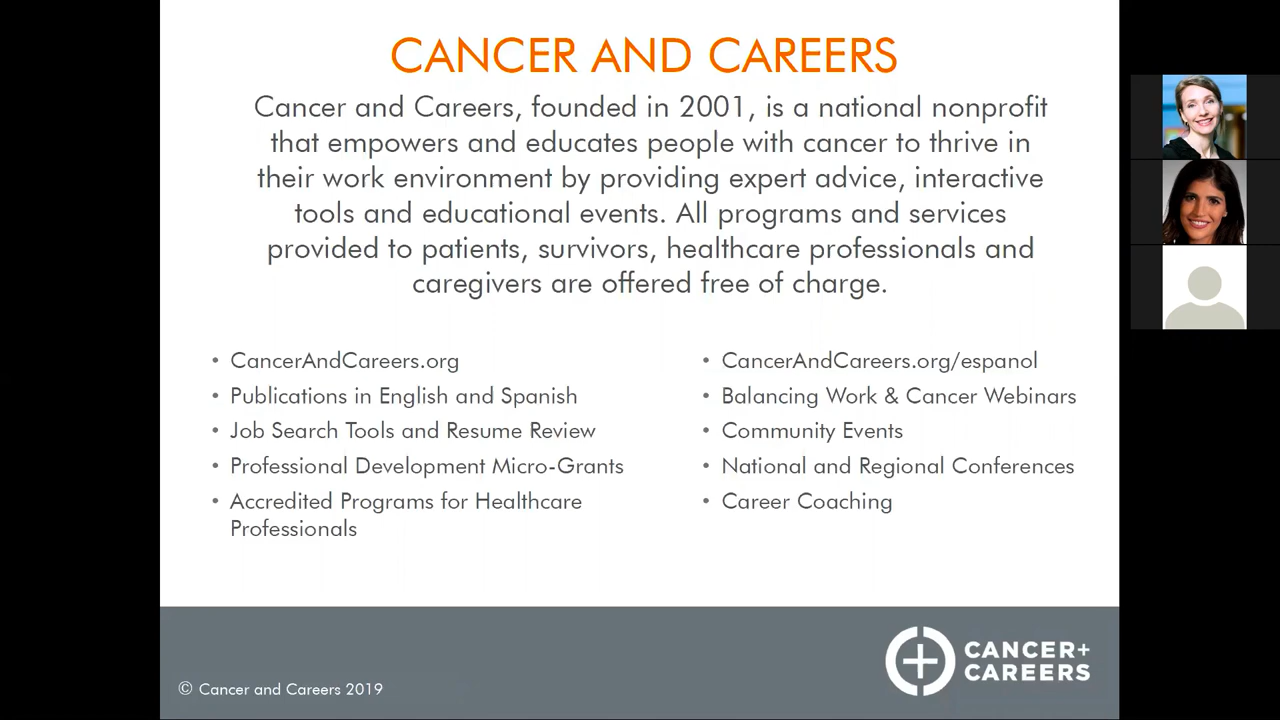 CANCER AND CAREERS
Cancer and Careers, founded in 2001, is a national nonprofit
that empowers and educates people with cancer to thrive in
their work environment by providing expert advice, interactive
tools and educational events. All programs and services
provided to patients, survivors, healthcare professionals and
caregivers are offered free of charge.
• CancerAndCareers.org
• Publications in English and Spanish
• Job Search Tools and Resume Review
• Professional Development Micro-Grants
• Accredited Programs for Healthcare
Professionals
• CancerAndCareers.org/espanol
• Balancing Work & Cancer Webinars
• Community Events
• National and Regional Conferences
• Career Coaching
© Cancer and Careers 2019
CANCER+
CAREERS